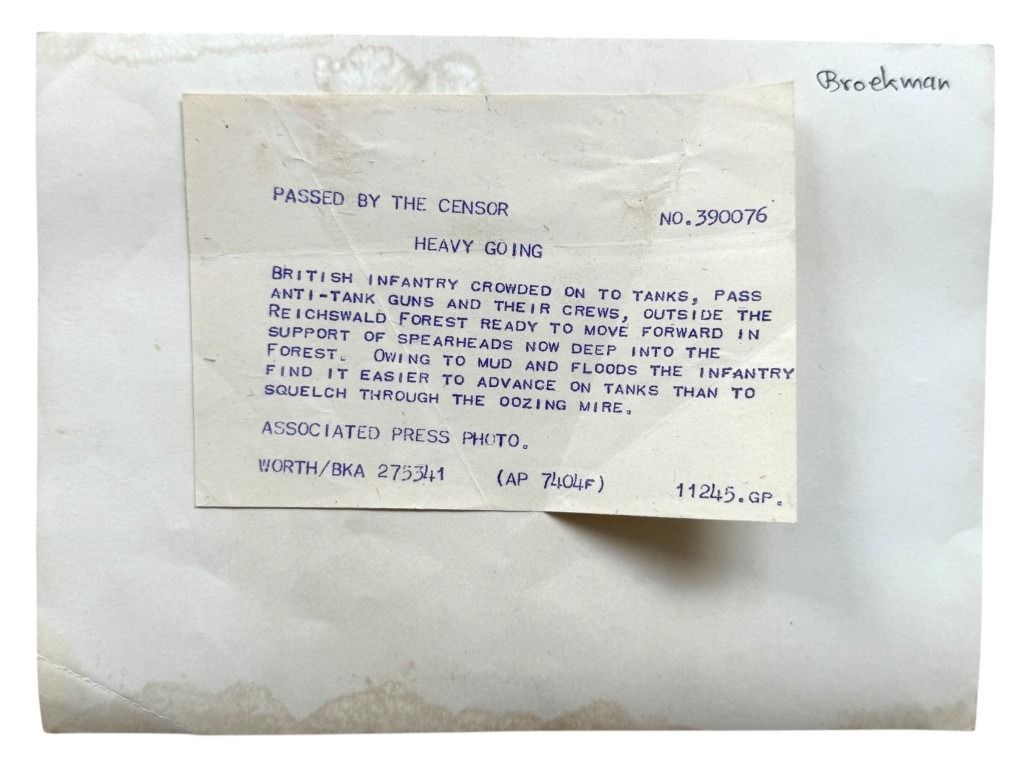 Broekman
PASSED BY THE CENSOR
NO.390076
HEAVY GOING
BRITISH INFANTRY CROWDED ON TO TANKS, PASS
ANTI-TANK GUNS AND THEIR CREWS, OUTSIDE THE
REICHSWALD FOREST READY TO MOVE FORWARD IN
SUPPORT OF SPEARHEADS NOW DEEP INTO THE
FOREST. OWING TO MUD AND FLOODS THE INFANTRY
FIND IT EASIER TO ADVANCE ON TANKS THAN TO
SQUELCH THROUGH THE OOZING MIRE.
ASSOCIATED PRESS PHOTO.
WORTH/BKA 275341 (AP 7404F) 11245.GP.